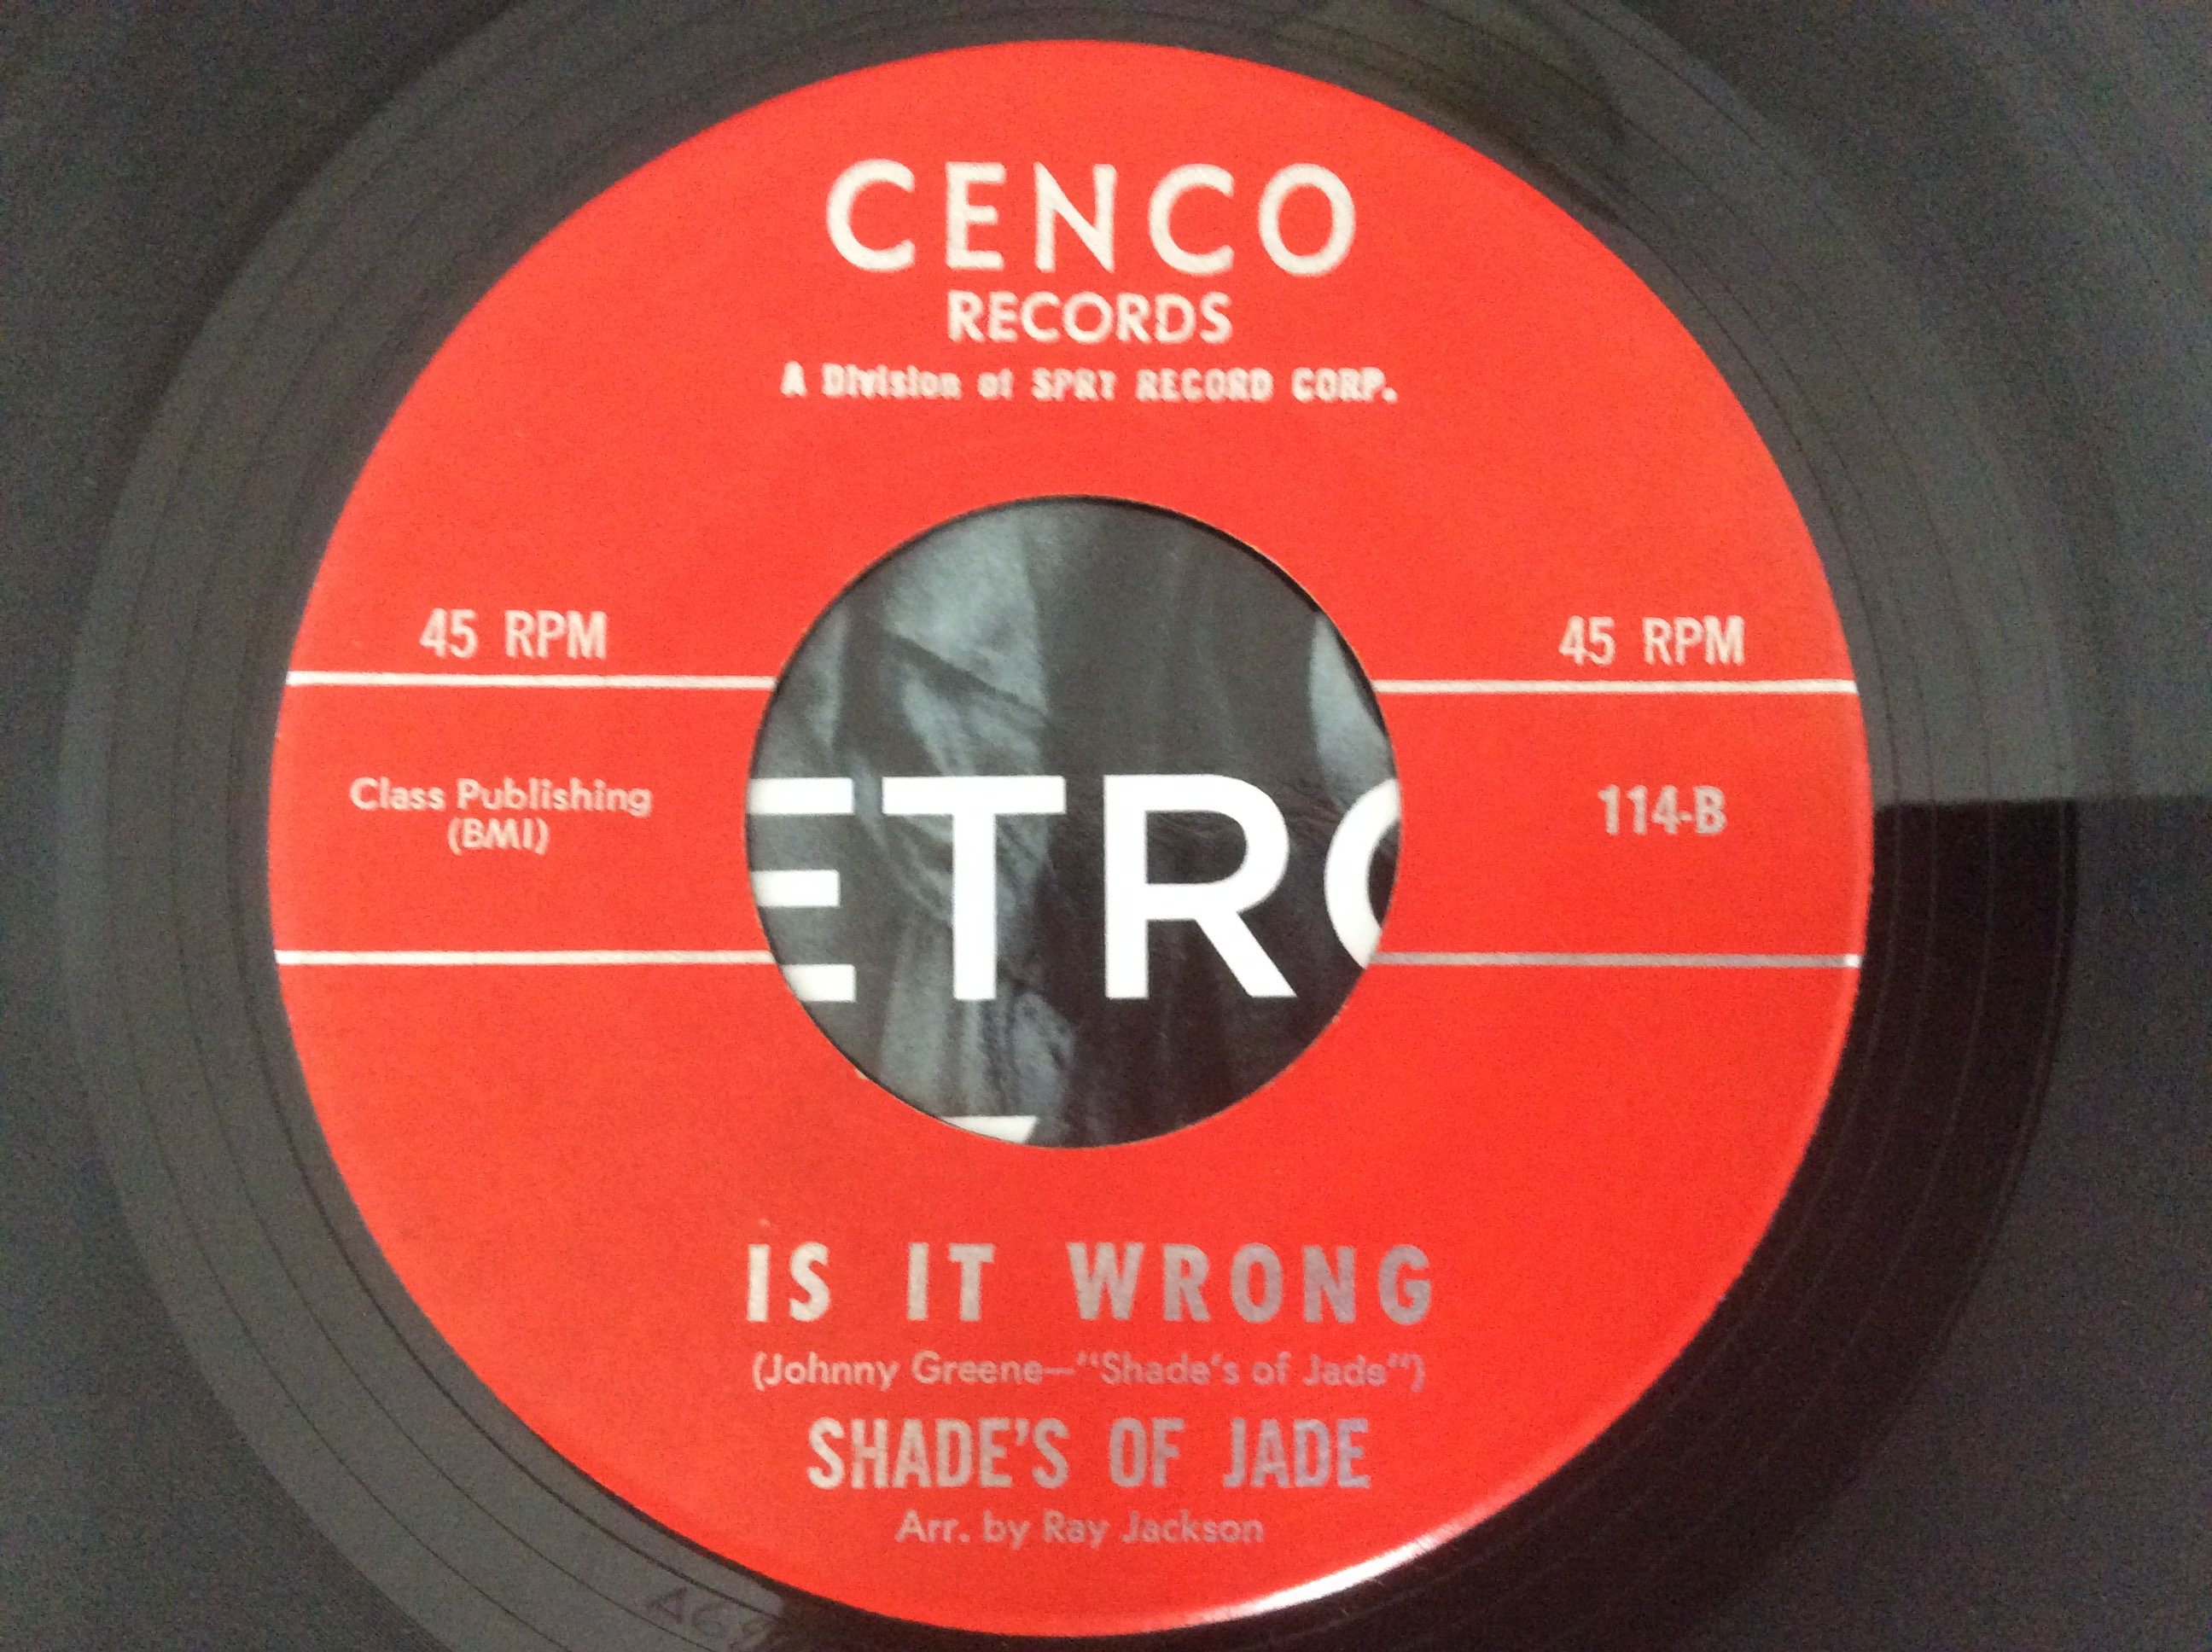 CENCO
RECORDS
A Division of SPRY RECORD CORP.
45 RPM
45 RPM
Class Publishing
(BMI)
114-B
ETRO
IS IT WRONG
(Johnny Greene—"Shade's of Jade")
SHADE'S OF JADE
Arr. by Ray Jackson